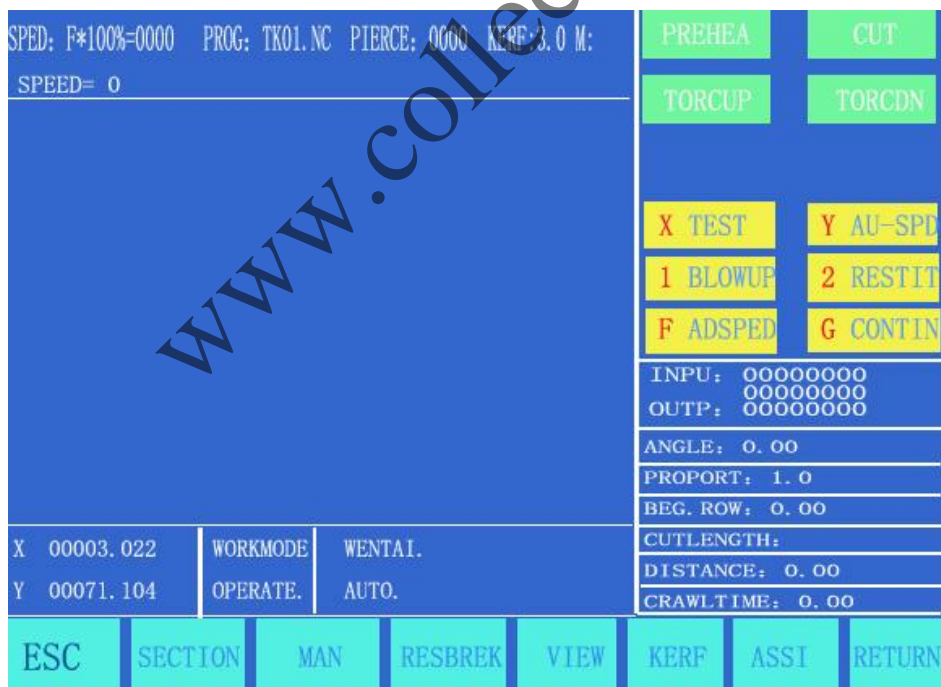 SPED: F*100%=0000 PROG: TK01.NC PIERCE: 0000 KERF:3.0 M:
SPEED= 0
PREHEA CUT
TORCUP TORCDN
X TEST Y AU-SPD
1 BLOWUP 2 RESTIT
F ADSPED G CONTIN
INPU: 00000000
00000000
OUTP: 00000000
ANGLE: 0.00
PROPORT: 1.0
BEG.ROW: 0.00
CUTLENGTH:
DISTANCE: 0.00
CRAWLTIME: 0.00
X 00003.022 WORKMODE WENTAI.
Y 00071.104 OPERATE. AUTO.
ESC SECTION MAN RESBREK VIEW KERF ASSI RETURN
www.collec